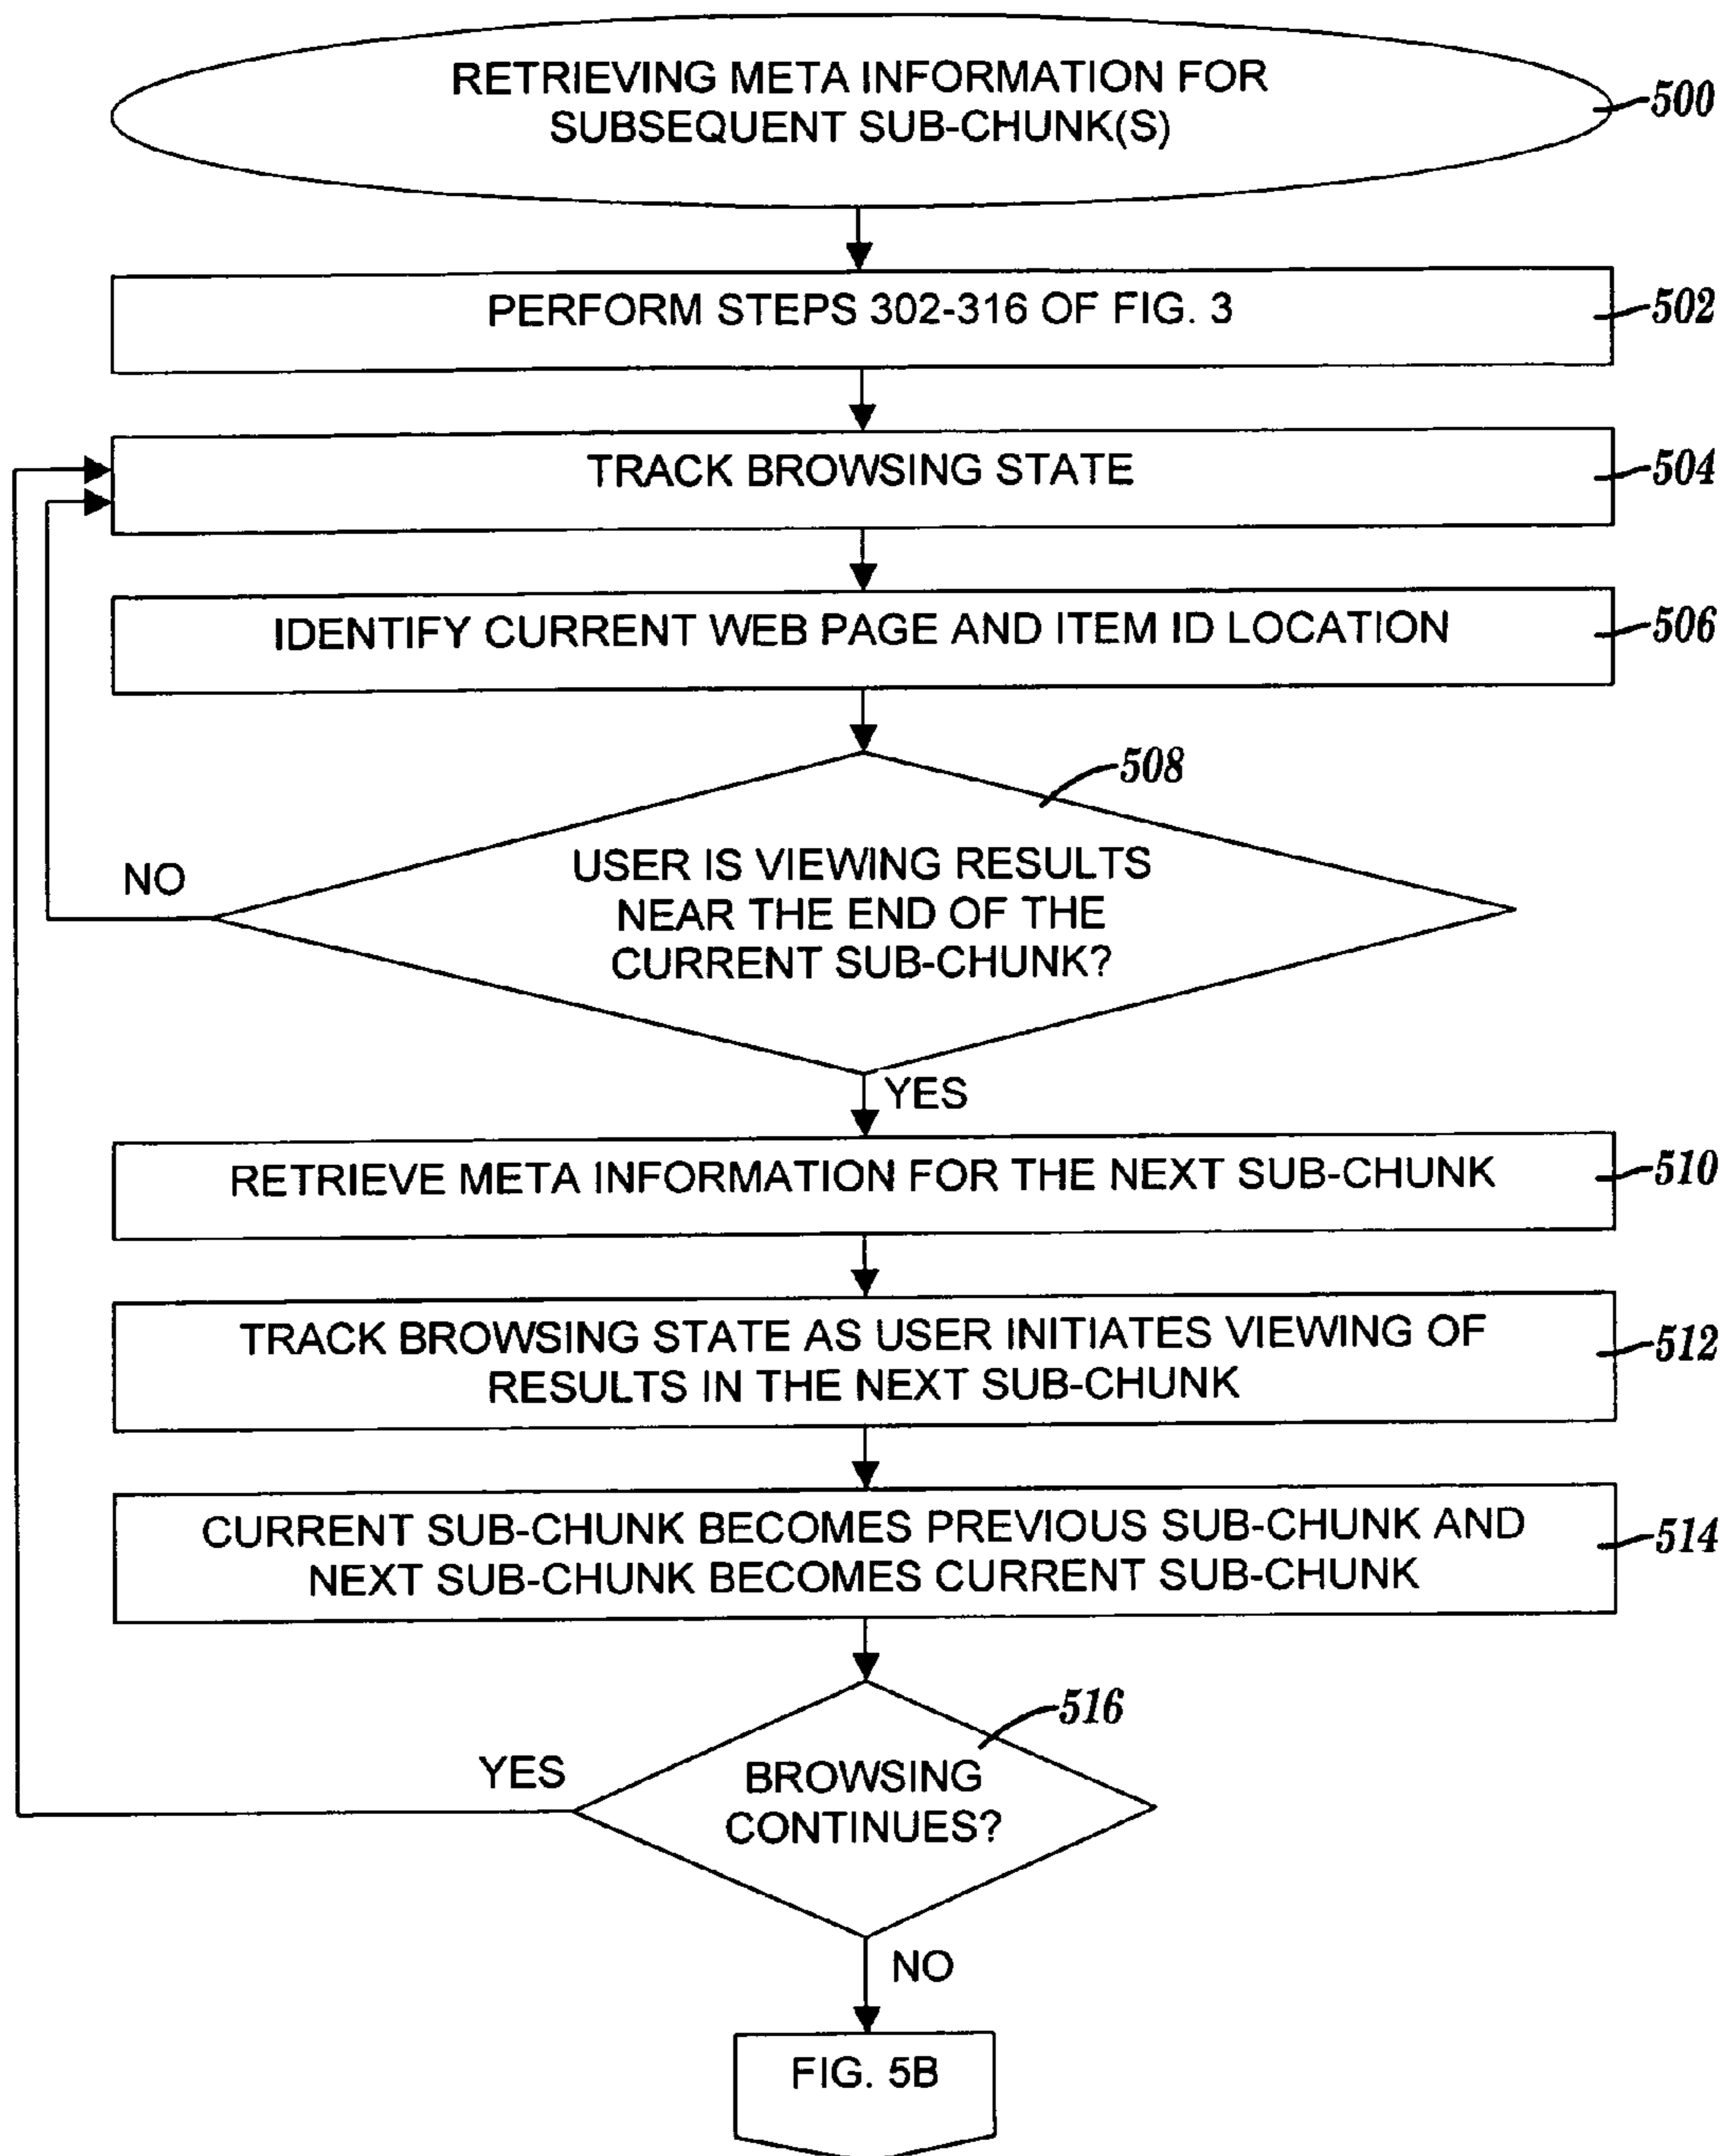 RETRIEVING META INFORMATION FOR
SUBSEQUENT SUB-CHUNK(S)
500
PERFORM STEPS 302-316 OF FIG. 3
502
TRACK BROWSING STATE
504
IDENTIFY CURRENT WEB PAGE AND ITEM ID LOCATION
506
508
USER IS VIEWING RESULTS
NEAR THE END OF THE
CURRENT SUB-CHUNK?
NO
YES
RETRIEVE META INFORMATION FOR THE NEXT SUB-CHUNK
510
TRACK BROWSING STATE AS USER INITIATES VIEWING OF
RESULTS IN THE NEXT SUB-CHUNK
512
CURRENT SUB-CHUNK BECOMES PREVIOUS SUB-CHUNK AND
NEXT SUB-CHUNK BECOMES CURRENT SUB-CHUNK
514
516
BROWSING
CONTINUES?
YES
NO
FIG. 5B